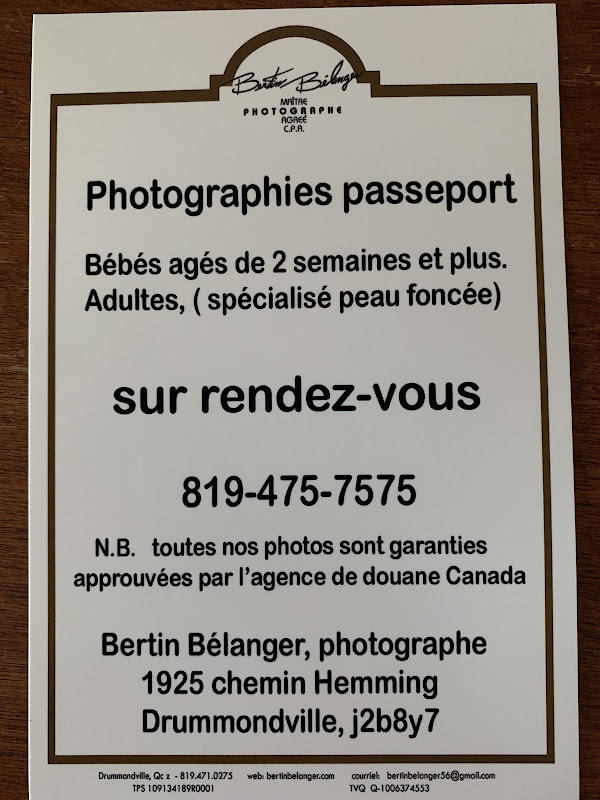 Bertin Bélanger
MAÎTRE
PHOTOGRAPHE
AGRÉÉ
C.P.A.
Photographies passeport
Bébés agés de 2 semaines et plus.
Adultes, ( spécialisé peau foncée)
sur rendez-vous
819-475-7575
N.B. toutes nos photos sont garanties
approuvées par l'agence de douane Canada
Bertin Bélanger, photographe
1925 chemin Hemming
Drummondville, j2b8y7
Drummondville, Qc z - 819.471.0275 web: bertinbelanger.com courriel: bertinbelanger56@gmail.com
TPS 109134189R0001 TVQ Q-1006374553